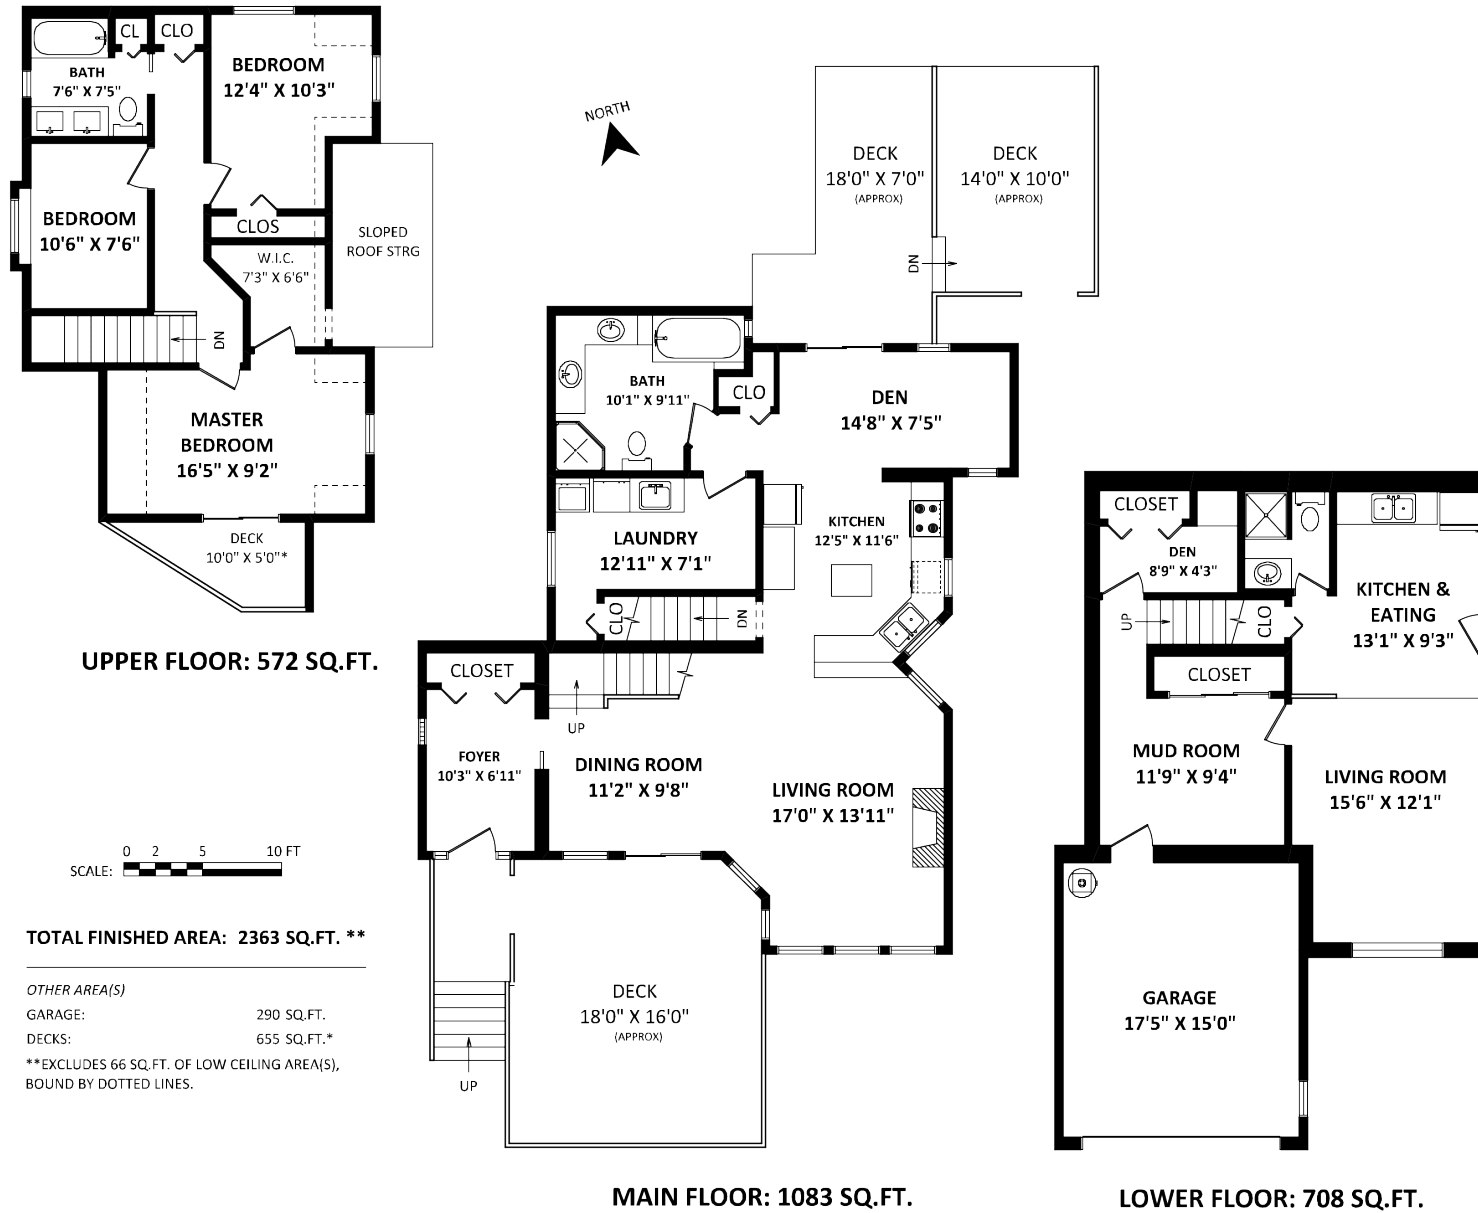 CL
CLO
BATH
7'6" X 7'5"
BEDROOM
12'4" X 10'3"
BEDROOM
10'6" X 7'6"
CLOS
W.I.C.
7'3" X 6'6"
SLOPED
ROOF STRG
DN
MASTER
BEDROOM
16'5" X 9'2"
DECK
10'0" X 5'0"*
UPPER FLOOR: 572 SQ.FT.
NORTH
DECK
18'0" X 7'0"
(APPROX)
DECK
14'0" X 10'0"
(APPROX)
DN
BATH
10'1" X 9'11"
CLO
DEN
14'8" X 7'5"
KITCHEN
12'5" X 11'6"
LAUNDRY
12'11" X 7'1"
CLO
DN
CLOSET
UP
FOYER
10'3" X 6'11"
DINING ROOM
11'2" X 9'8"
LIVING ROOM
17'0" X 13'11"
DECK
18'0" X 16'0"
(APPROX)
UP
MAIN FLOOR: 1083 SQ.FT.
CLOSET
DEN
8'9" X 4'3"
KITCHEN &
EATING
13'1" X 9'3"
UP
CLO
CLOSET
MUD ROOM
11'9" X 9'4"
LIVING ROOM
15'6" X 12'1"
GARAGE
17'5" X 15'0"
LOWER FLOOR: 708 SQ.FT.
0 2 5 10 FT
SCALE:
TOTAL FINISHED AREA: 2363 SQ.FT. **
OTHER AREA(S)
GARAGE: 290 SQ.FT.
DECKS: 655 SQ.FT.*
**EXCLUDES 66 SQ.FT. OF LOW CEILING AREA(S),
BOUND BY DOTTED LINES.